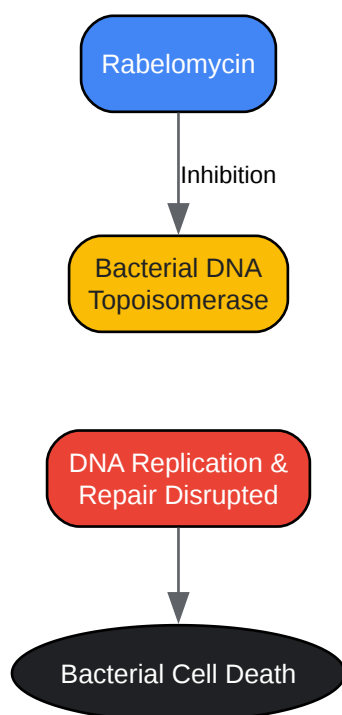 Rabelomycin
Inhibition
Bacterial DNA
Topoisomerase
DNA Replication &
Repair Disrupted
Bacterial Cell Death